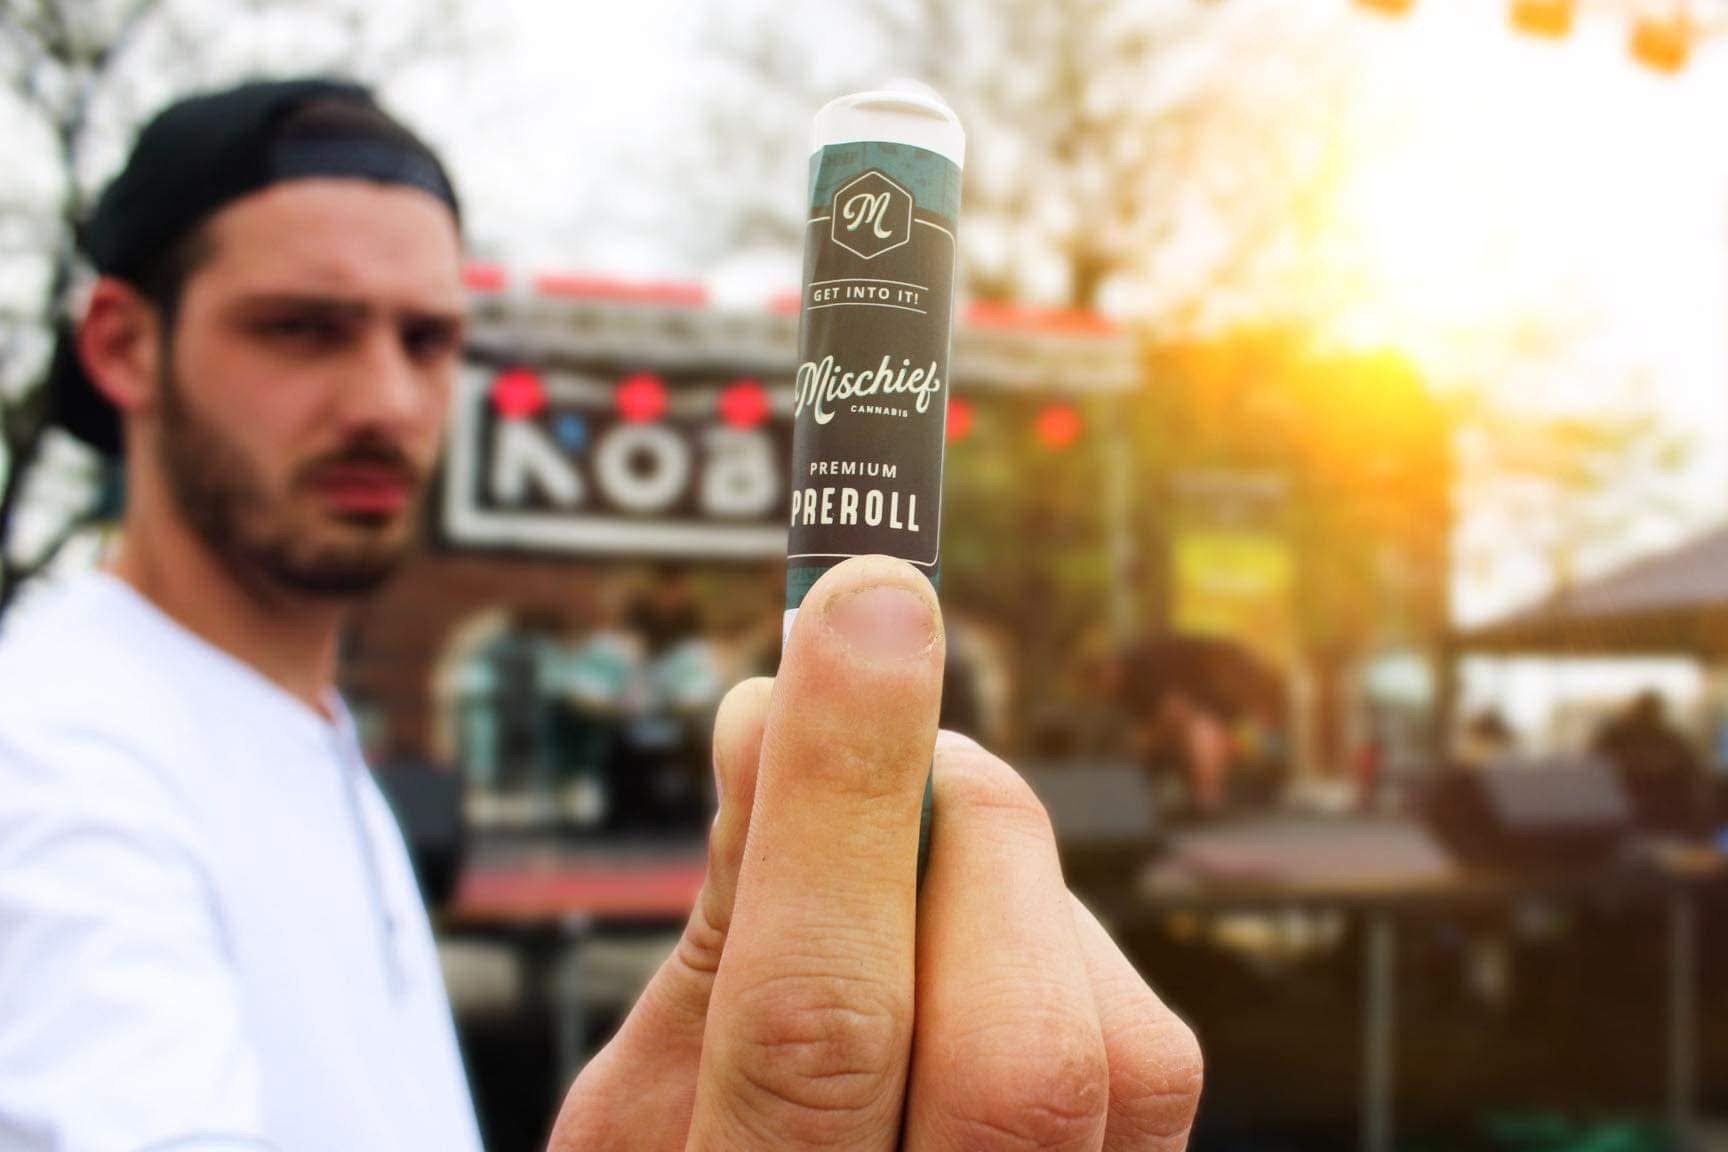 M
GET INTO IT!
Mischief
CANNABIS
PREMIUM
PREROLL